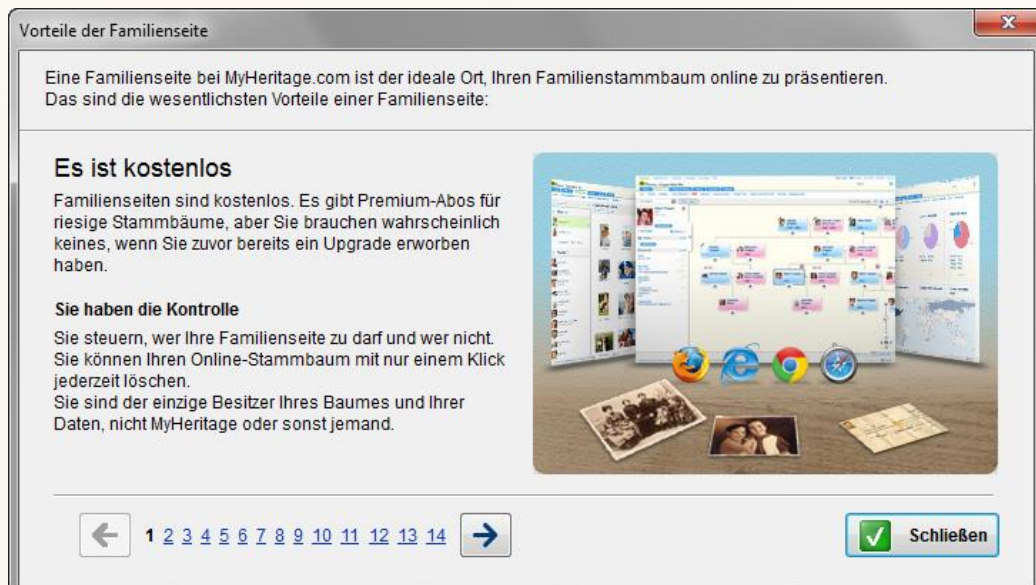 Vorteile der Familienseite
Eine Familienseite bei MyHeritage.com ist der ideale Ort, Ihren Familienstammbaum online zu präsentieren.
Das sind die wesentlichsten Vorteile einer Familienseite:
Es ist kostenlos
Familienseiten sind kostenlos. Es gibt Premium-Abos für
riesige Stammbäume, aber Sie brauchen wahrscheinlich
keines, wenn Sie zuvor bereits ein Upgrade erworben
haben.
Sie haben die Kontrolle
Sie steuern, wer Ihre Familienseite zu darf und wer nicht.
Sie können Ihren Online-Stammbaum mit nur einem Klick
jederzeit löschen.
Sie sind der einzige Besitzer Ihres Baumes und Ihrer
Daten, nicht MyHeritage oder sonst jemand.
1 2 3 4 5 6 7 8 9 10 11 12 13 14
Schließen